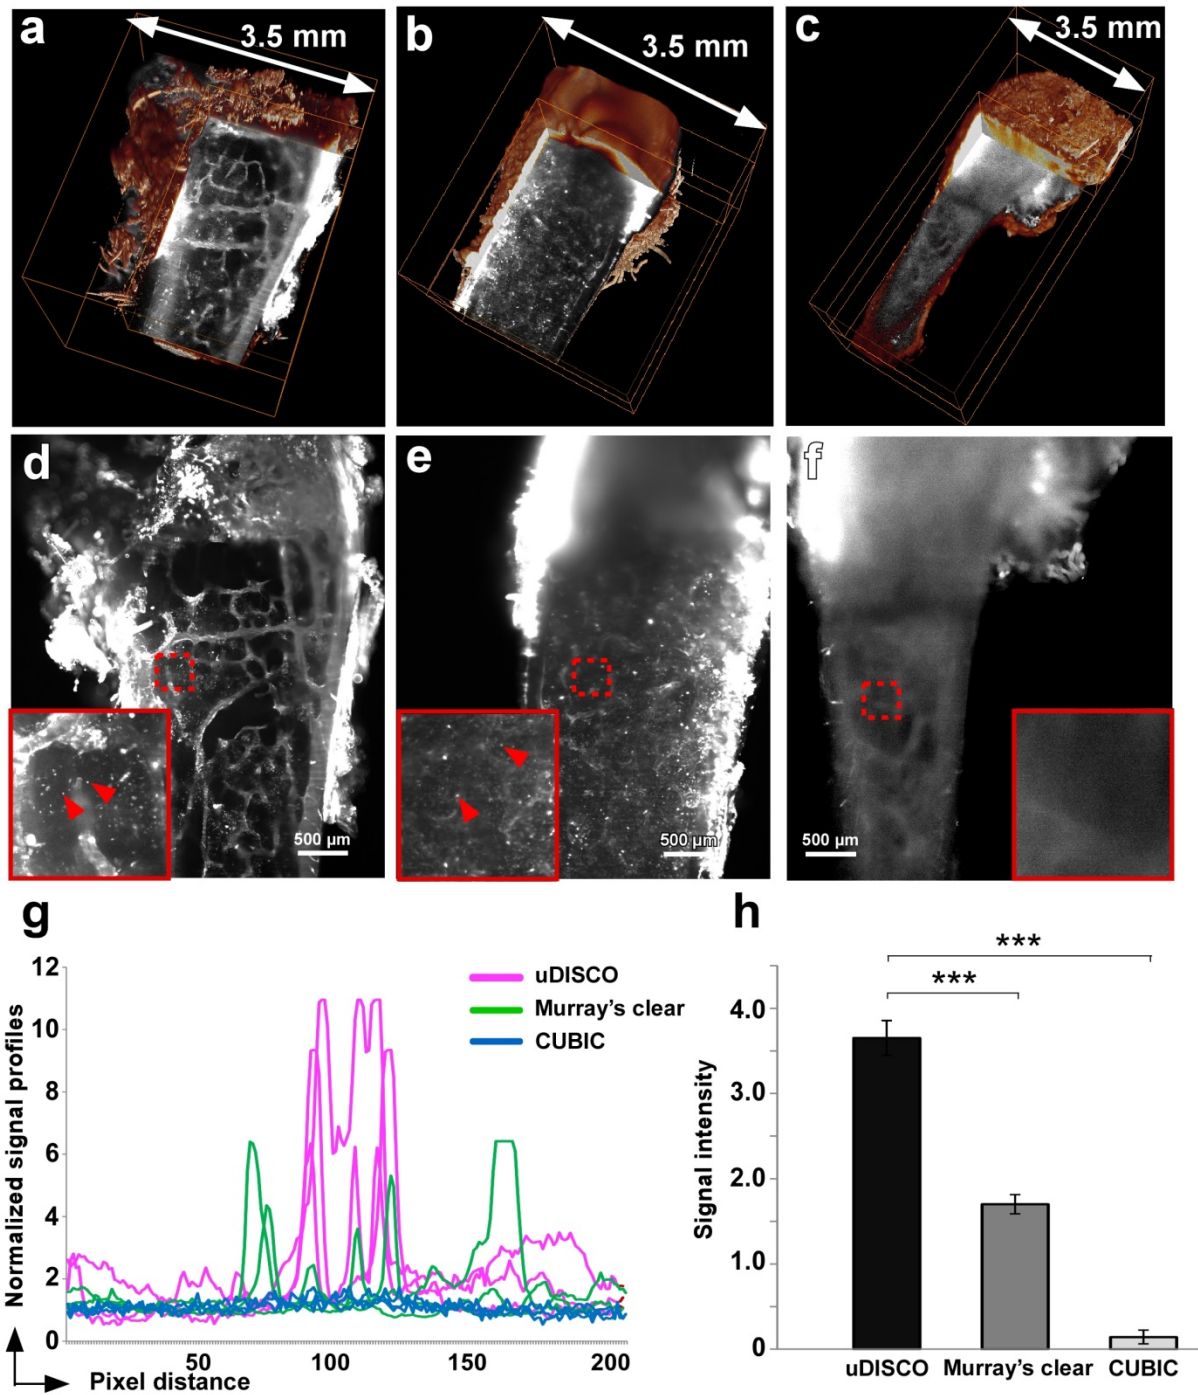 a
3.5 mm
b
3.5 mm
c
3.5 mm
d
500 µm
e
500 µm
f
500 µm
g
Normalized signal profiles
12
10
8
6
4
2
0
50
100
150
200
Pixel distance
uDISCO
Murray's clear
CUBIC
h
Signal intensity
4.0
3.0
2.0
1.0
0
***
***
uDISCO
Murray's clear
CUBIC